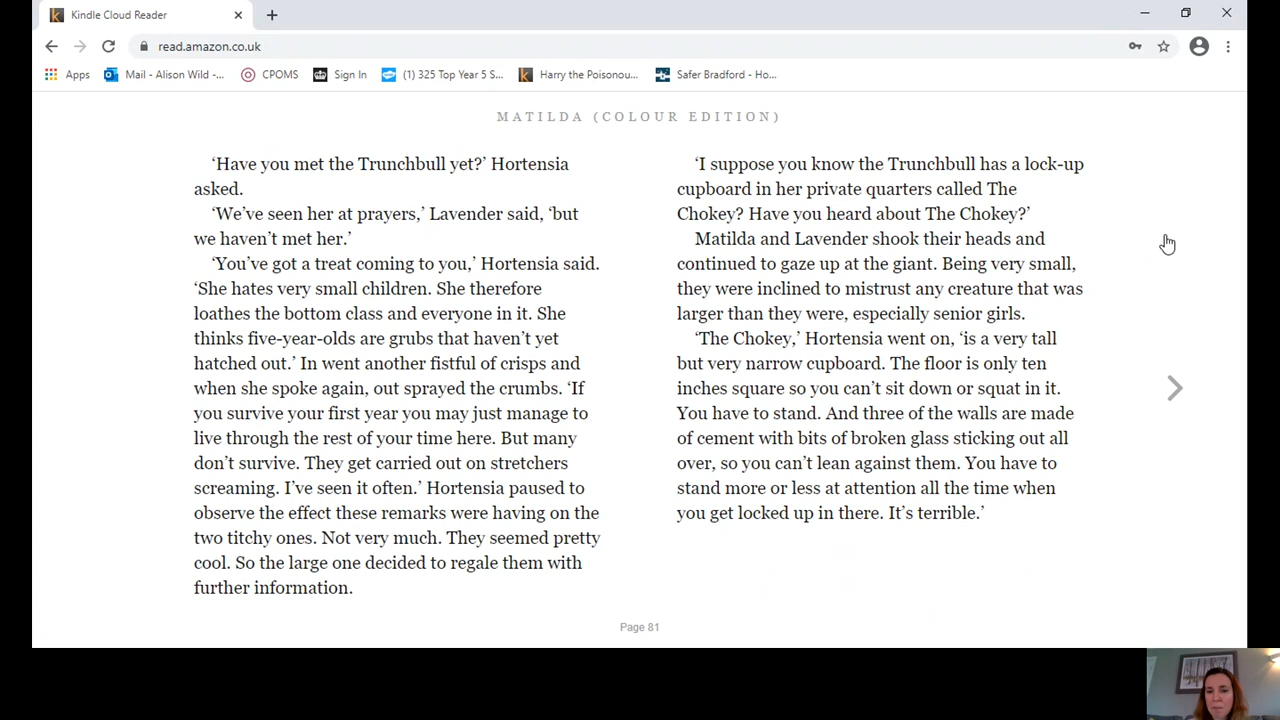 Kindle Cloud Reader
read.amazon.co.uk
Apps
Mail - Alison Wild -...
CPOMS
Sign In
(1) 325 Top Year 5 S...
Harry the Poisonou...
Safer Bradford - Ho...
MATILDA (COLOUR EDITION)
‘Have you met the Trunchbull yet?’ Hortensia
asked.
‘We’ve seen her at prayers,’ Lavender said, ‘but
we haven’t met her.’
‘You’ve got a treat coming to you,’ Hortensia said.
‘She hates very small children. She therefore
loathes the bottom class and everyone in it. She
thinks five-year-olds are grubs that haven’t yet
hatched out.’ In went another fistful of crisps and
when she spoke again, out sprayed the crumbs. ‘If
you survive your first year you may just manage to
live through the rest of your time here. But many
don’t survive. They get carried out on stretchers
screaming. I’ve seen it often.’ Hortensia paused to
observe the effect these remarks were having on the
two titchy ones. Not very much. They seemed pretty
cool. So the large one decided to regale them with
further information.
‘I suppose you know the Trunchbull has a lock-up
cupboard in her private quarters called The
Chokey? Have you heard about The Chokey?’
Matilda and Lavender shook their heads and
continued to gaze up at the giant. Being very small,
they were inclined to mistrust any creature that was
larger than they were, especially senior girls.
‘The Chokey,’ Hortensia went on, ‘is a very tall
but very narrow cupboard. The floor is only ten
inches square so you can’t sit down or squat in it.
You have to stand. And three of the walls are made
of cement with bits of broken glass sticking out all
over, so you can’t lean against them. You have to
stand more or less at attention all the time when
you get locked up in there. It’s terrible.’
Page 81